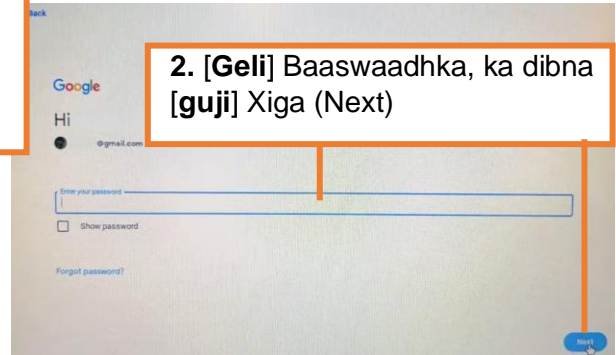 Back
2. [Geli] Baaswaadhka, ka dibna
[guji] Xiga (Next)
Google
Hi
@gmail.com
Enter your password
Show password
Forgot password?
Next